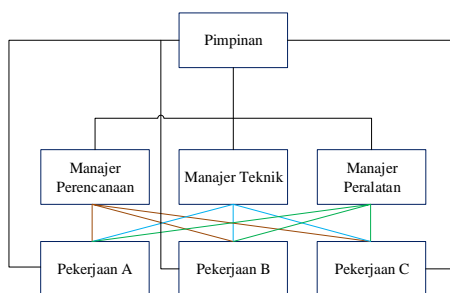 Pimpinan
Manajer
Perencanaan
Manajer Teknik
Manajer
Peralatan
Pekerjaan A
Pekerjaan B
Pekerjaan C